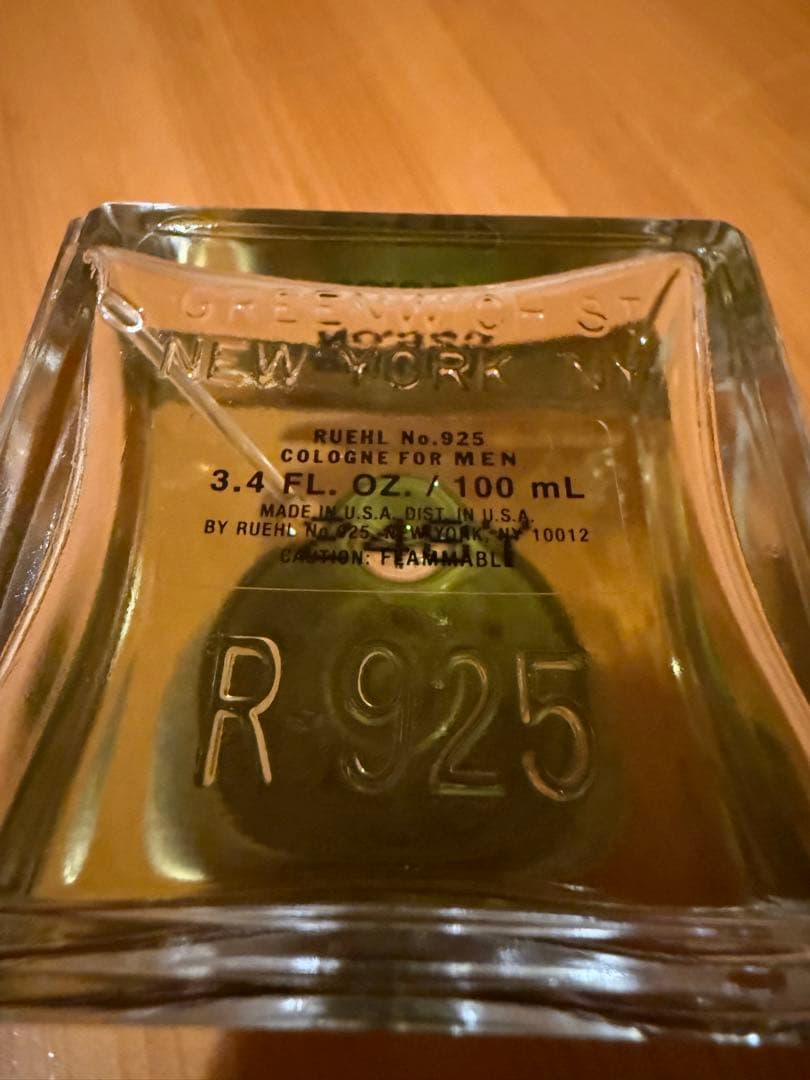 GREENWICH ST
NEW YORK NY
RUEHL No.925
COLOGNE FOR MEN
3.4 FL. OZ. / 100 mL
MADE IN U.S.A. DIST. IN U.S.A.
BY RUEHL No.925, NEW YORK, NY 10012
CAUTION: FLAMMABLE
R 925